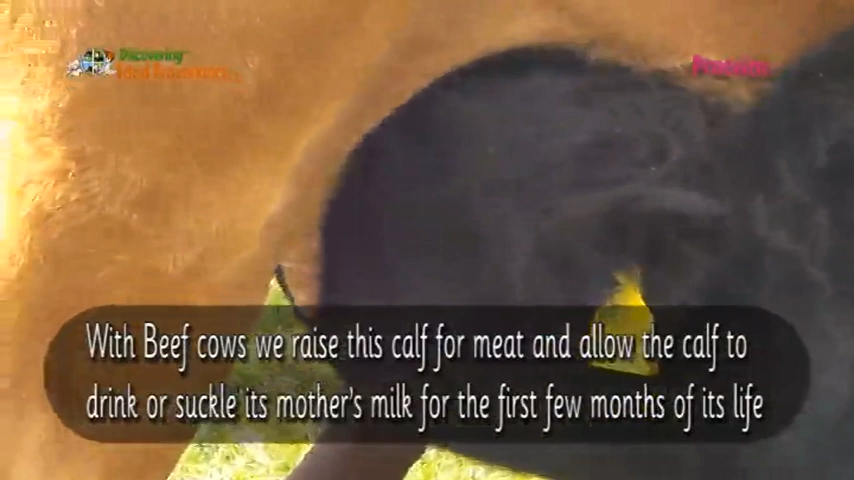 Discovering
With Beef cows we raise this calf for meat and allow the calf to
drink or suckle its mother's milk for the first few months of its life